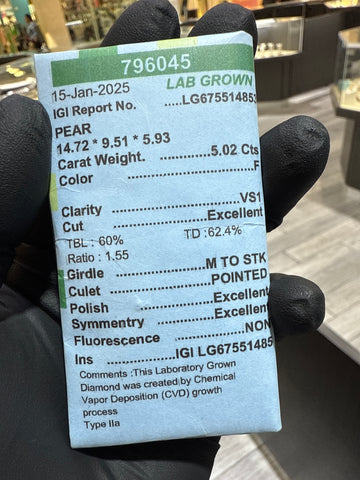 796045
15-Jan-2025 LAB GROWN
IGI Report No. .....LG675514853
PEAR
14.72 * 9.51 * 5.93
Carat Weight. ..............5.02 Cts
Color ........................F
Clarity ........................VS1
Cut ..................Excellent
TBL : 60% TD : 62.4%
Ratio : 1.55
Girdle ...................M TO STK
Culet ....................POINTED
Polish ....................Excellent
Symmentry ..............Excellent
Fluorescence ................NON
Ins ..............IGI LG67551485
Comments :This Laboratory Grown
Diamond was created by Chemical
Vapor Deposition (CVD) growth
process
Type IIa